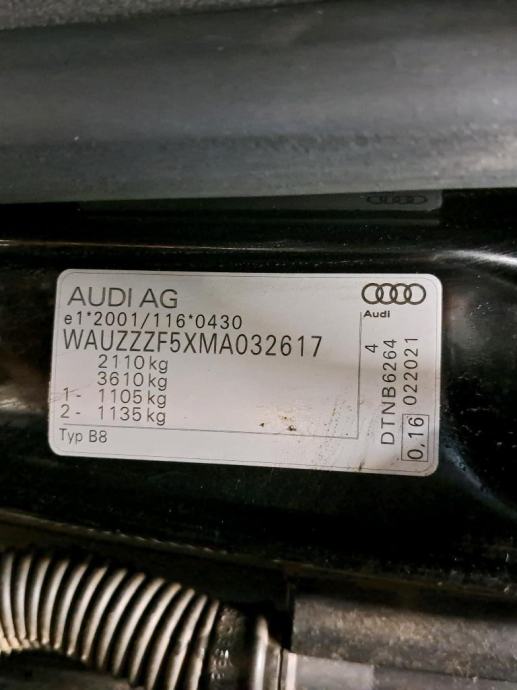 AUDI AG
e1*2001/116*0430
WAUZZZF5XMA032617
2110 kg
3610 kg
1- 1105 kg
2- 1135 kg
Typ B8
Audi
4
DTNB6264
0,16 022021